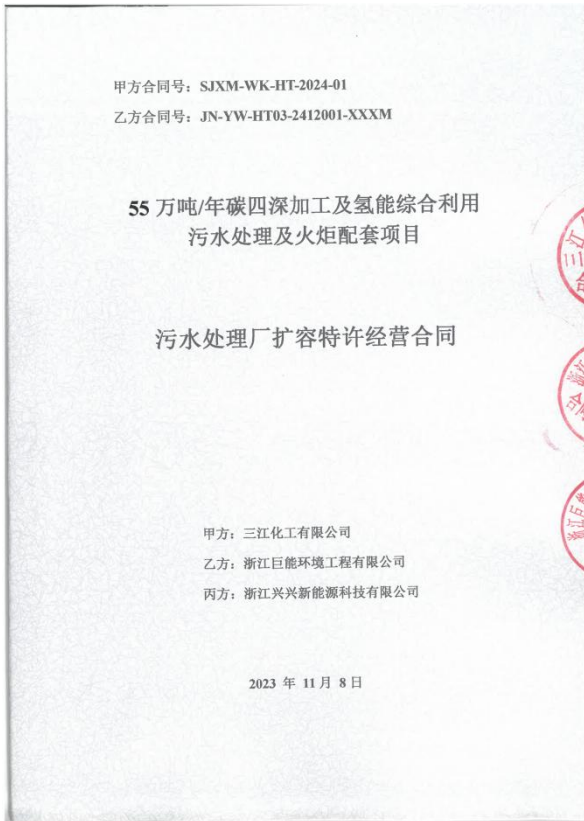 甲方合同号：SJXM-WK-HT-2024-01
乙方合同号：JN-YW-HT03-2412001-XXXM
55 万吨/年碳四深加工及氢能综合利用
污水处理及火炬配套项目
污水处理厂扩容特许经营合同
甲方：三江化工有限公司
乙方：浙江巨能环境工程有限公司
丙方：浙江兴兴新能源科技有限公司
2023 年 11 月 8 日